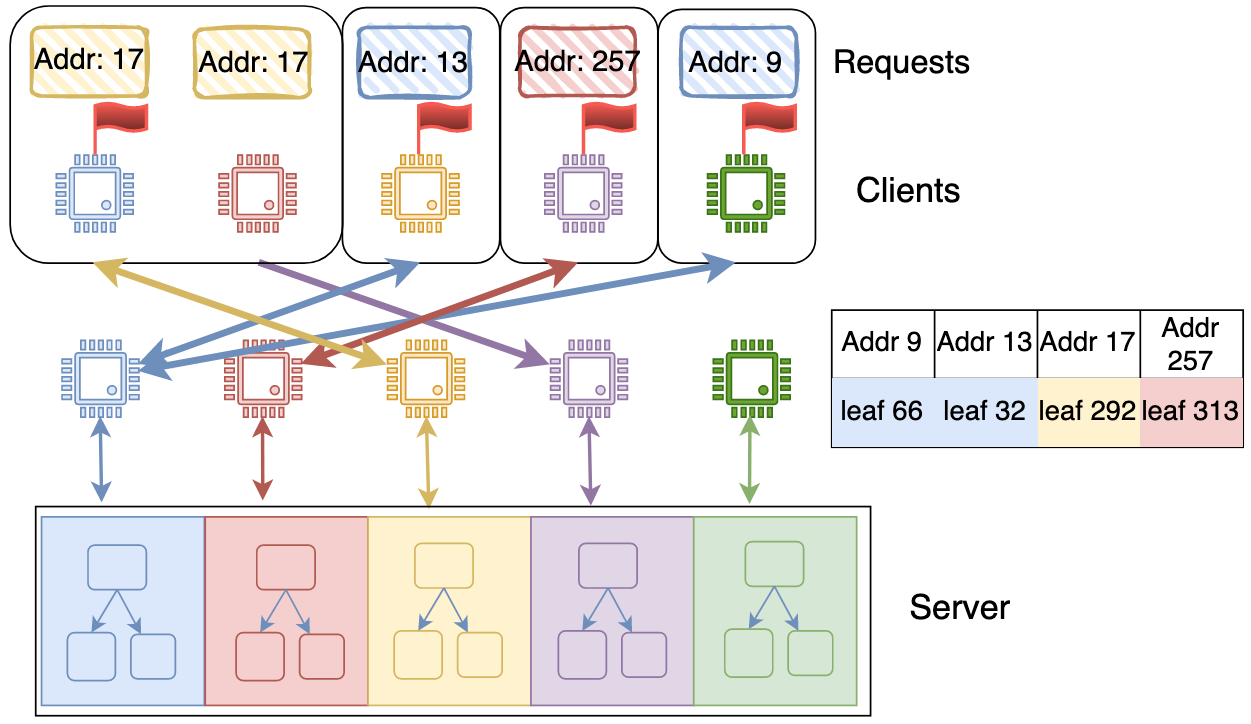 Addr: 17
Addr: 17
Addr: 13
Addr: 257
Addr: 9
Requests
Clients
Addr 9
Addr 13
Addr 17
Addr
257
leaf 66
leaf 32
leaf 292
leaf 313
Server